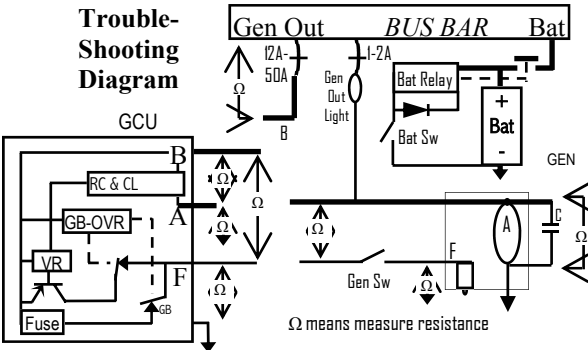 Trouble-
Shooting
Diagram
Gen Out BUS BAR Bat
12A-
50A
Ω
B
1-2A
Gen
Out
Light
Bat Relay
Bat Sw
+
Bat
-
GCU
B
RC & CL
A
GB-OVR
VR
F
GB
Fuse
Ω
Ω
Ω
Ω
GEN
A
C
Ω
Ω
F
Gen Sw
Ω
Ω means measure resistance